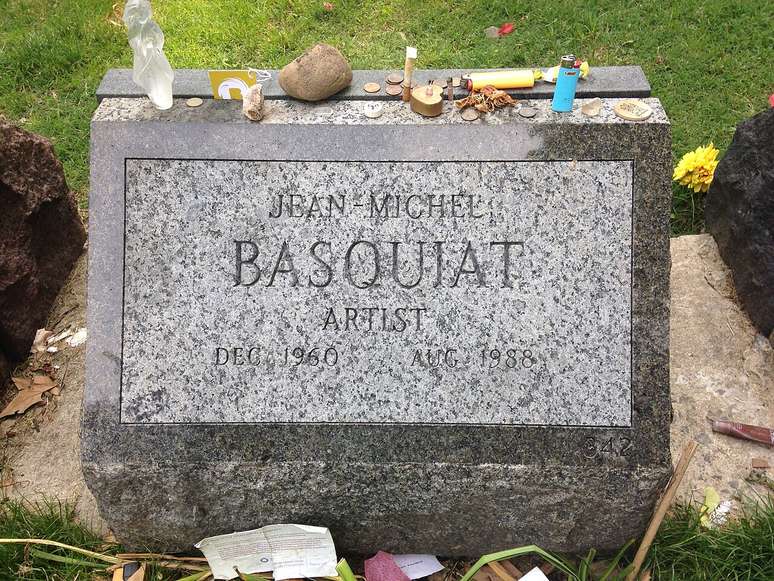 JEAN-MICHEL
BASQUIAT
ARTIST
DEC 1960 AUG 1988
342